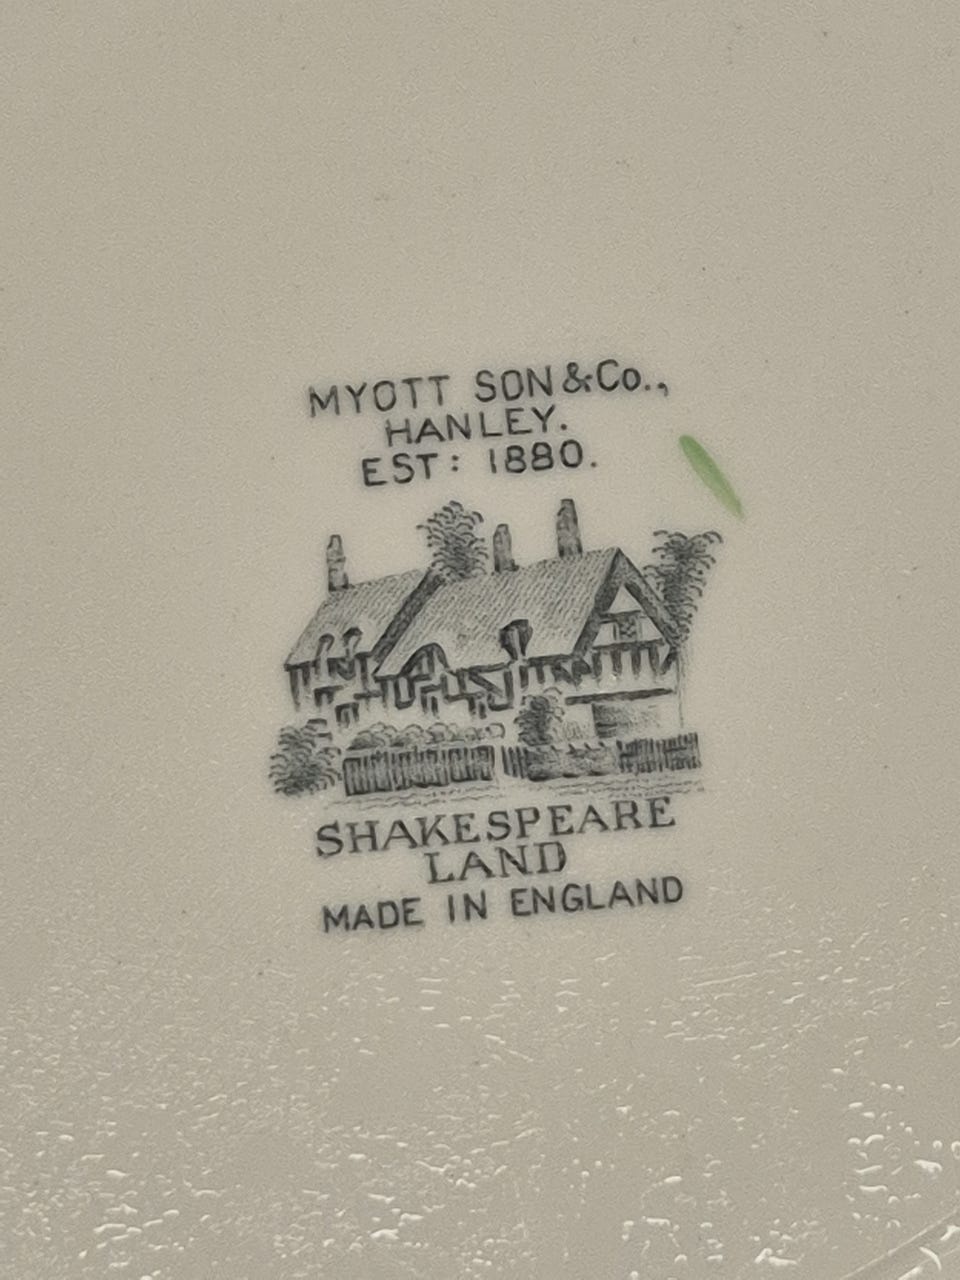 MYOTT SON & Co.,
HANLEY.
EST: 1880.
SHAKESPEARE
LAND
MADE IN ENGLAND